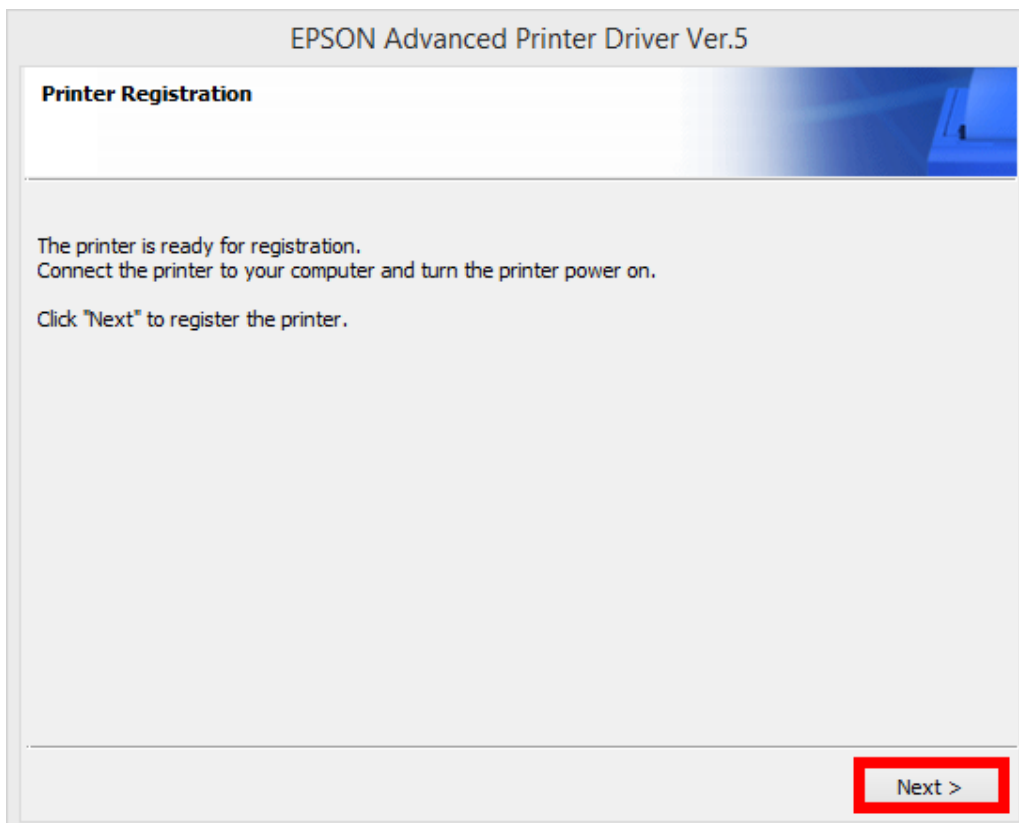 EPSON Advanced Printer Driver Ver.5
Printer Registration
The printer is ready for registration.
Connect the printer to your computer and turn the printer power on.
Click "Next" to register the printer.
Next >